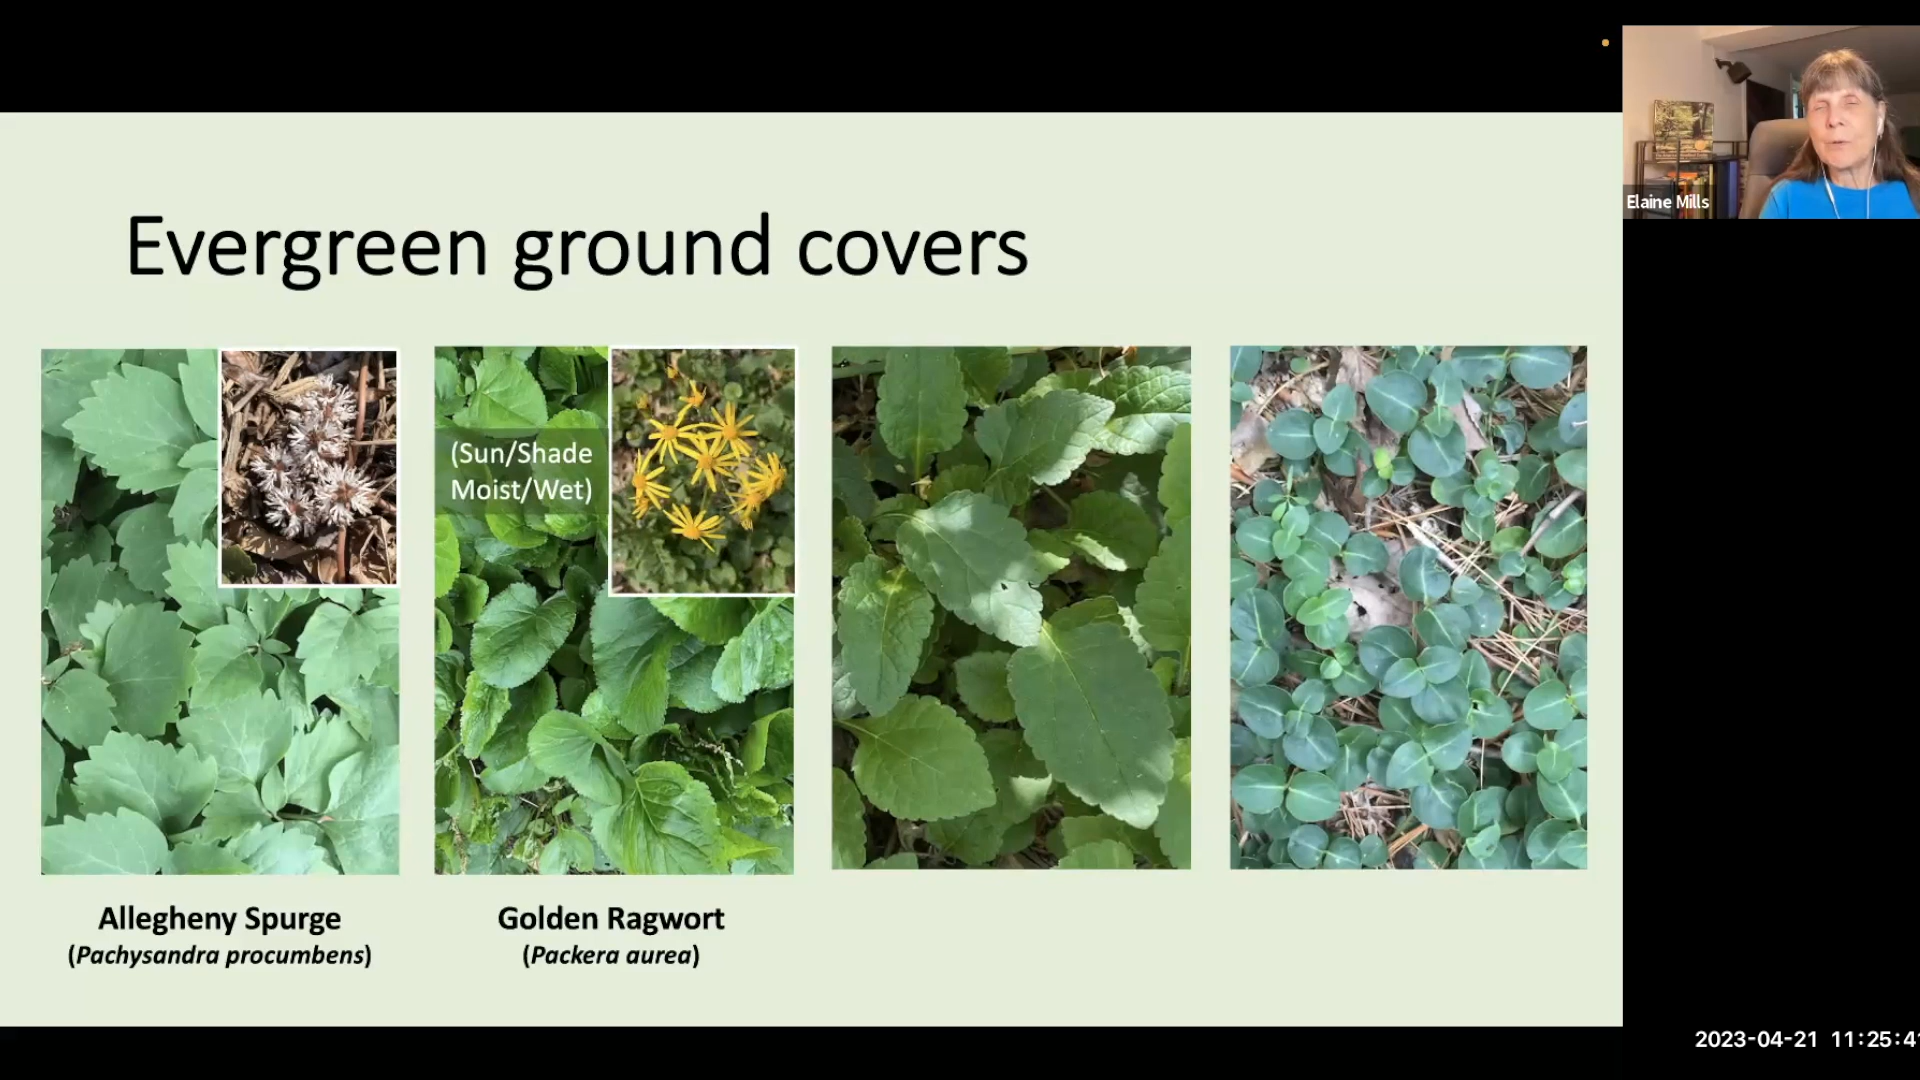 Elaine Mills
Evergreen ground covers
(Sun/Shade
Moist/Wet)
Allegheny Spurge
(Pachysandra procumbens)
Golden Ragwort
(Packera aurea)
2023-04-21 11:25:41